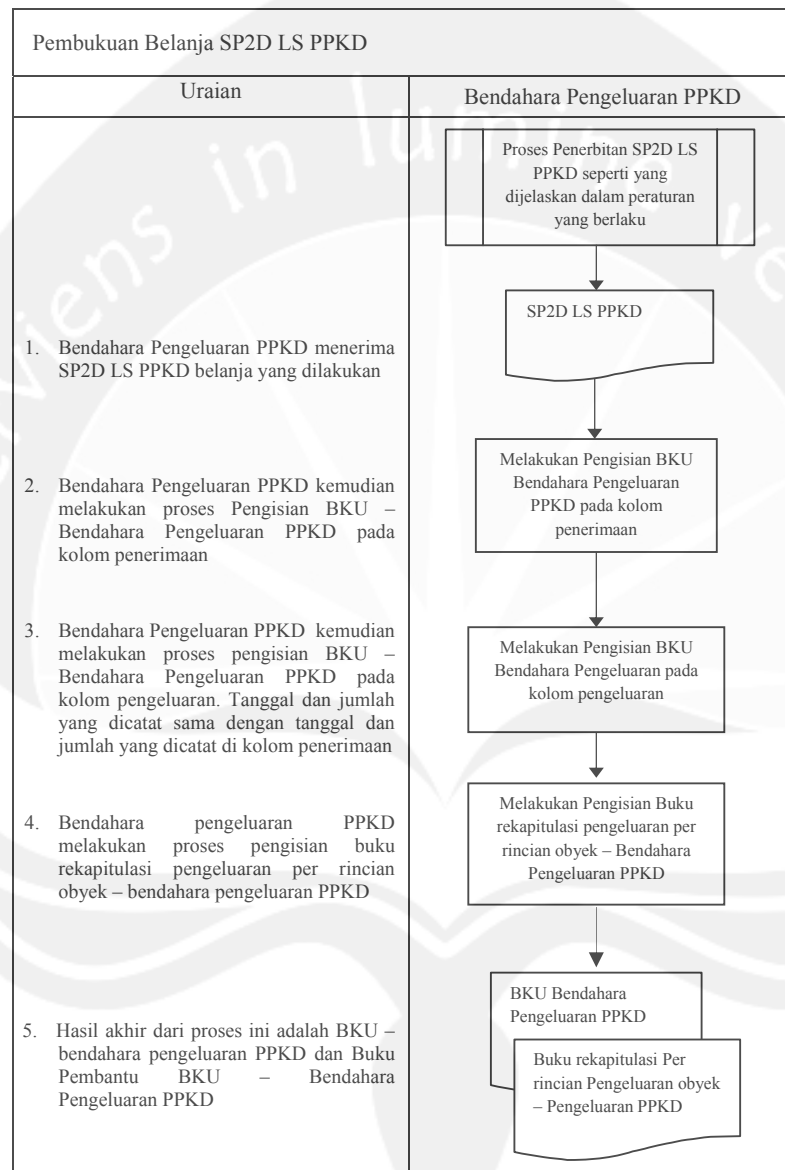 Pembukuan Belanja SP2D LS PPKD
Uraian
Bendahara Pengeluaran PPKD
Proses Penerbitan SP2D LS
PPKD seperti yang
dijelaskan dalam peraturan
yang berlaku
SP2D LS PPKD
1. Bendahara Pengeluaran PPKD menerima
SP2D LS PPKD belanja yang dilakukan
Melakukan Pengisian BKU
Bendahara Pengeluaran
PPKD pada kolom
penerimaan
2. Bendahara Pengeluaran PPKD kemudian
melakukan proses Pengisian BKU –
Bendahara Pengeluaran PPKD pada
kolom penerimaan
3. Bendahara Pengeluaran PPKD kemudian
melakukan proses pengisian BKU –
Bendahara Pengeluaran PPKD pada
kolom pengeluaran. Tanggal dan jumlah
yang dicatat sama dengan tanggal dan
jumlah yang dicatat di kolom penerimaan
Melakukan Pengisian BKU
Bendahara Pengeluaran pada
kolom pengeluaran
4. Bendahara pengeluaran PPKD
melakukan proses pengisian buku
rekapitulasi pengeluaran per rincian
obyek – bendahara pengeluaran PPKD
Melakukan Pengisian Buku
rekapitulasi pengeluaran per
rincian obyek – Bendahara
Pengeluaran PPKD
5. Hasil akhir dari proses ini adalah BKU –
bendahara pengeluaran PPKD dan Buku
Pembantu BKU – Bendahara
Pengeluaran PPKD
BKU Bendahara
Pengeluaran PPKD
Buku rekapitulasi Per
rincian Pengeluaran obyek
– Pengeluaran PPKD
in lumine